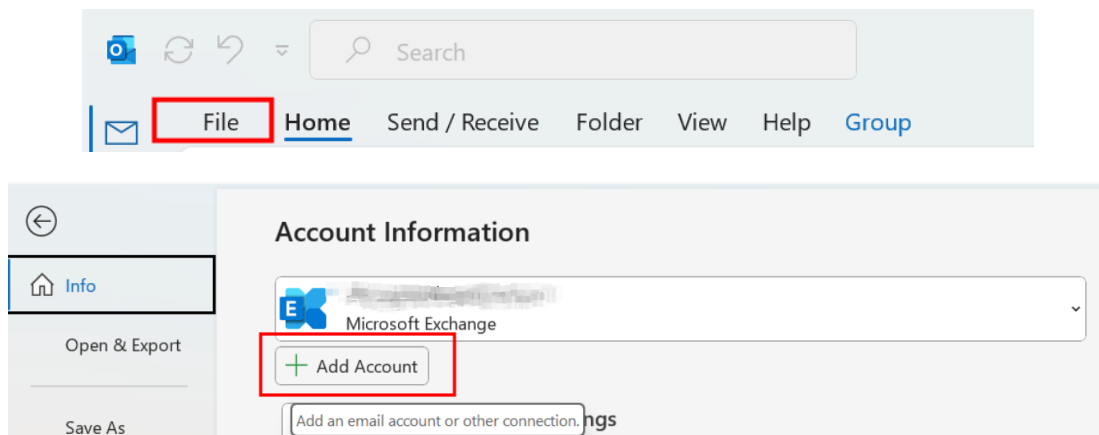 Search
File Home Send / Receive Folder View Help Group
Account Information
Info
Microsoft Exchange
Open & Export
Add Account
Add an email account or other connection.
Save As